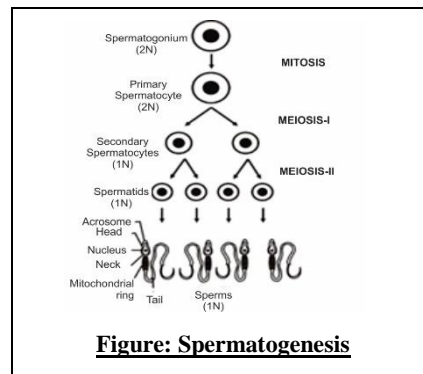 Spermatogonium
(2N)
MITOSIS
Primary
Spermatocyte
(2N)
MEIOSIS-I
Secondary
Spermatocytes
(1N)
MEIOSIS-II
Spermatids
(1N)
Acrosome
Head
Nucleus
Neck
Mitochondrial
ring
Tail
Sperms
(1N)
Figure: Spermatogenesis